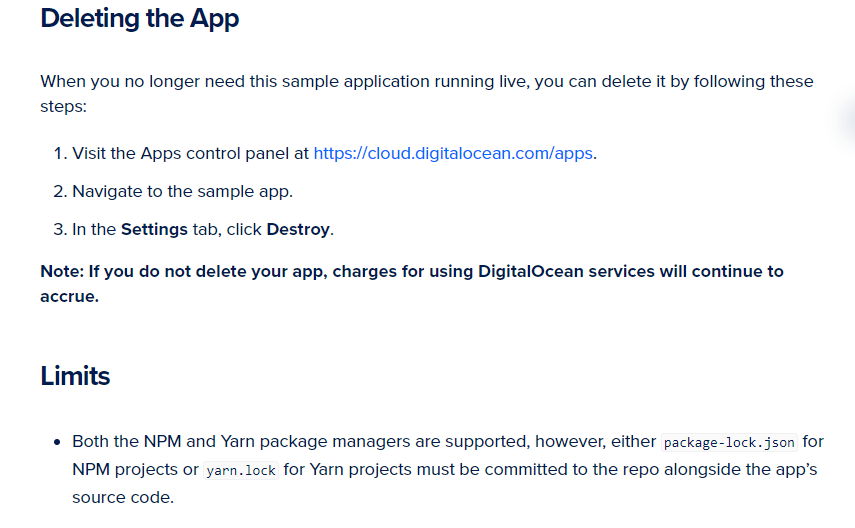 Deleting the App
When you no longer need this sample application running live, you can delete it by following these
steps:
1. Visit the Apps control panel at https://cloud.digitalocean.com/apps.
2. Navigate to the sample app.
3. In the Settings tab, click Destroy.
Note: If you do not delete your app, charges for using DigitalOcean services will continue to
accrue.
Limits
• Both the NPM and Yarn package managers are supported, however, either package-lock.json for
NPM projects or yarn.lock for Yarn projects must be committed to the repo alongside the app’s
source code.